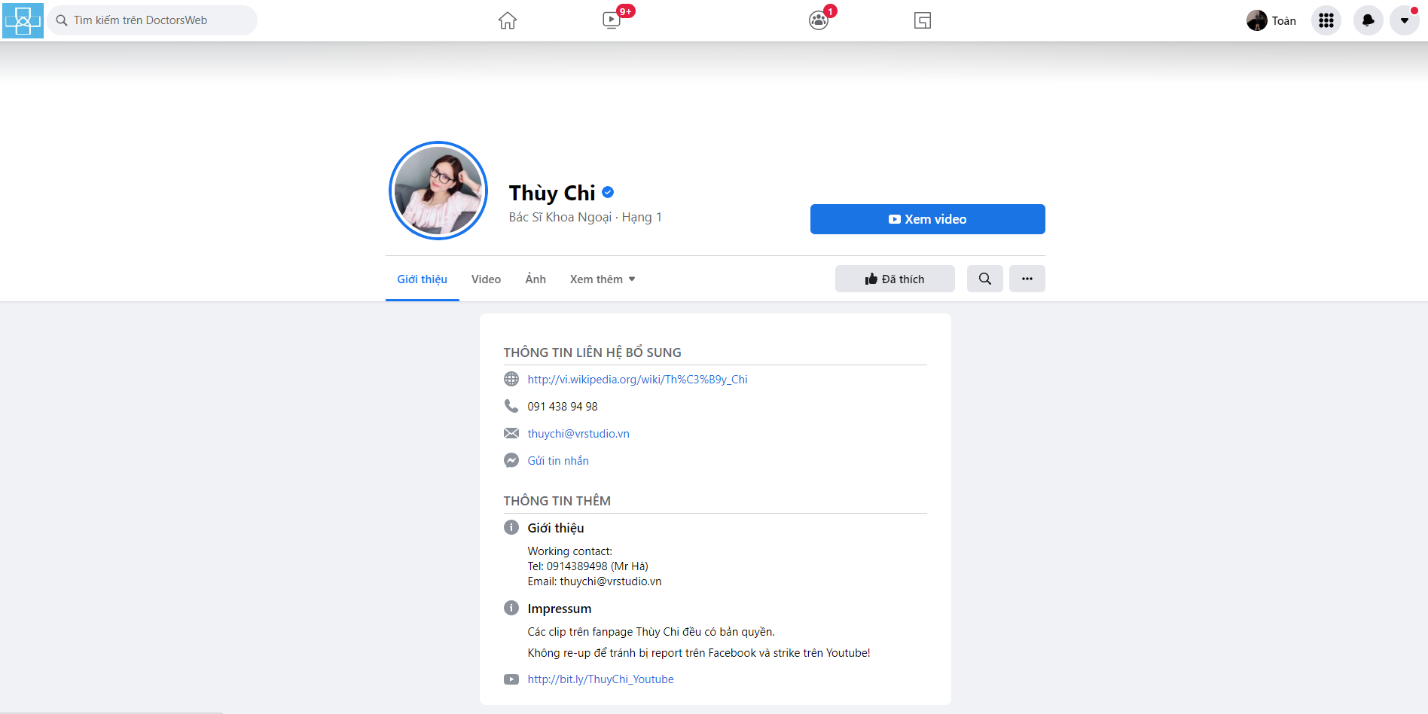 Tìm kiếm trên DoctorsWeb
9+
1
Toàn
Thùy Chi
Bác Sĩ Khoa Ngoại · Hạng 1
Xem video
Giới thiệu
Video
Ảnh
Xem thêm
Đã thích
THÔNG TIN LIÊN HỆ BỔ SUNG
http://vi.wikipedia.org/wiki/Th%C3%B9y_Chi
091 438 94 98
thuychi@vrstudio.vn
Gửi tin nhắn
THÔNG TIN THÊM
Giới thiệu
Working contact:
Tel: 0914389498 (Mr Hà)
Email: thuychi@vrstudio.vn
Impressum
Các clip trên fanpage Thùy Chi đều có bản quyền.
Không re-up để tránh bị report trên Facebook và strike trên Youtube!
http://bit.ly/ThuyChi_Youtube